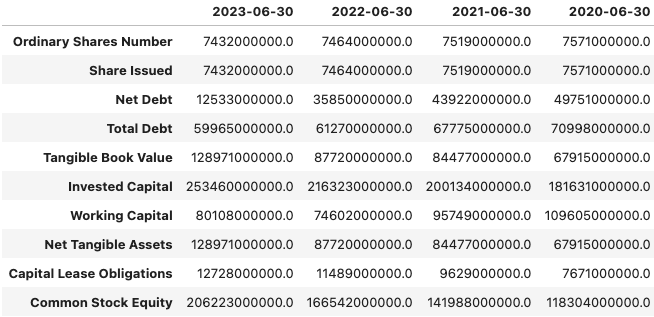 2023-06-30 2022-06-30 2021-06-30 2020-06-30
Ordinary Shares Number 7432000000.0 7464000000.0 7519000000.0 7571000000.0
Share Issued 7432000000.0 7464000000.0 7519000000.0 7571000000.0
Net Debt 12533000000.0 35850000000.0 43922000000.0 49751000000.0
Total Debt 59965000000.0 61270000000.0 67775000000.0 70998000000.0
Tangible Book Value 128971000000.0 87720000000.0 84477000000.0 67915000000.0
Invested Capital 253460000000.0 216323000000.0 200134000000.0 181631000000.0
Working Capital 80108000000.0 74602000000.0 95749000000.0 109605000000.0
Net Tangible Assets 128971000000.0 87720000000.0 84477000000.0 67915000000.0
Capital Lease Obligations 12728000000.0 11489000000.0 9629000000.0 7671000000.0
Common Stock Equity 206223000000.0 166542000000.0 141988000000.0 118304000000.0